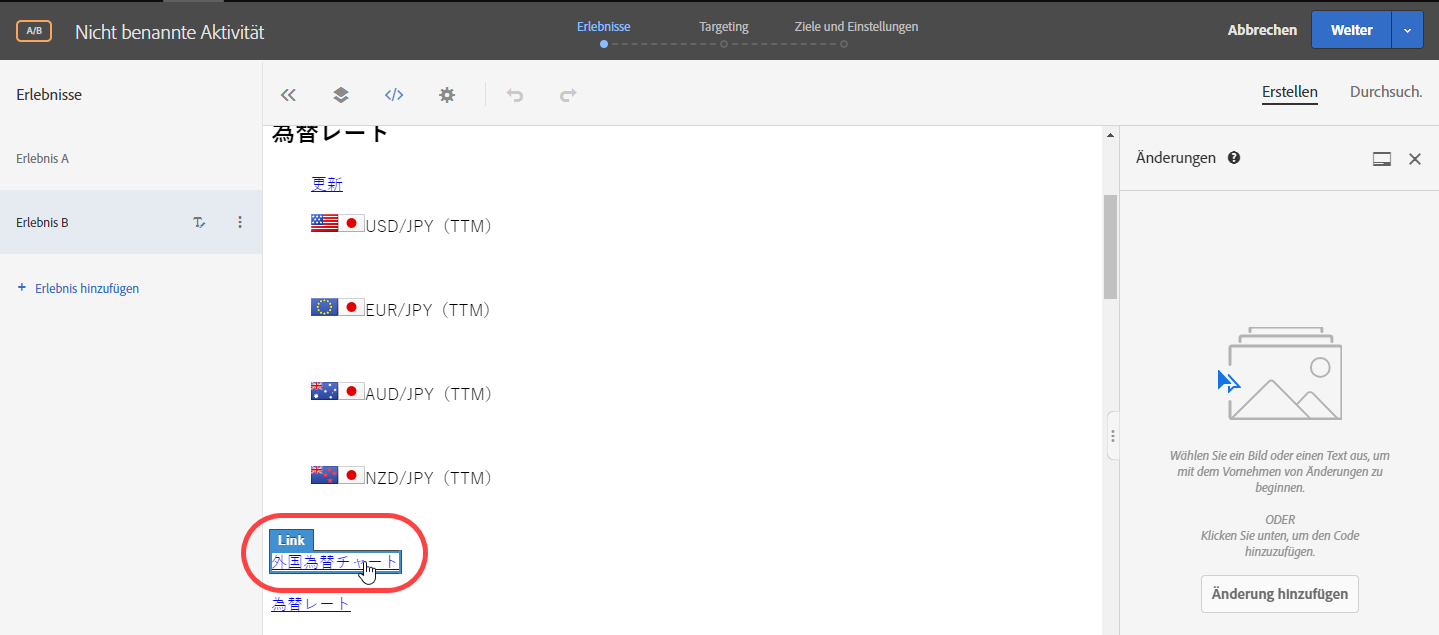 A/B
Nicht benannte Aktivität
Erlebnisse
Targeting
Ziele und Einstellungen
Abbrechen
Weiter
Erlebnisse
Erstellen
Durchsuch.
Erlebnis A
Erlebnis B
+ Erlebnis hinzufügen
為替レート
更新
USD/JPY（TTM）
EUR/JPY（TTM）
AUD/JPY（TTM）
NZD/JPY（TTM）
Link
外国為替チャート
為替レート
Änderungen
Wählen Sie ein Bild oder einen Text aus, um
mit dem Vornehmen von Änderungen zu
beginnen.
ODER
Klicken Sie unten, um den Code
hinzuzufügen.
Änderung hinzufügen